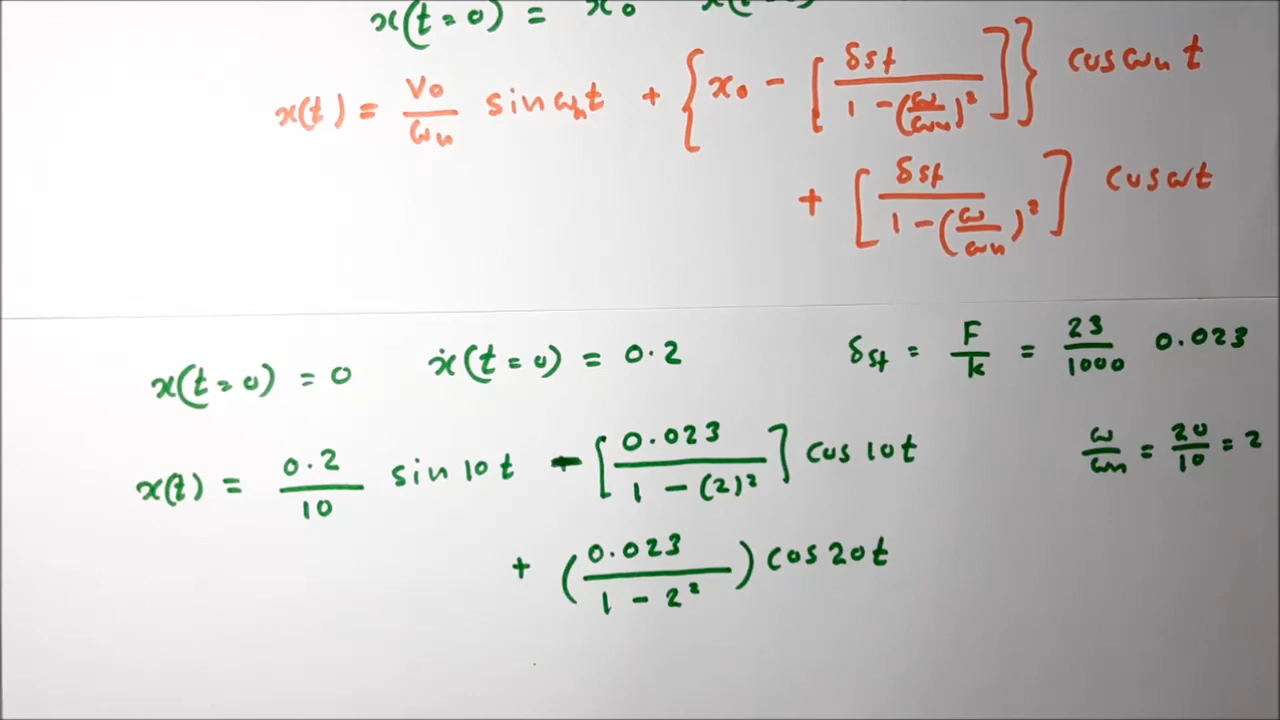 x(t=0) = x₀
x(t) = V₀/ωₙ sin ωₙt + { x₀ - [ δst / 1 - (ω/ωₙ)² ] } cos ωₙt
+ [ δst / 1 - (ω/ωₙ)² ] cos ωt
x(t=0) = 0 ẋ(t=0) = 0.2 δst = F/k = 23/1000 0.023
x(t) = 0.2/10 sin 10t - [ 0.023 / 1 - (2)² ] cos 10t ω/ωn = 20/10 = 2
+ ( 0.023 / 1 - 2² ) cos 20t